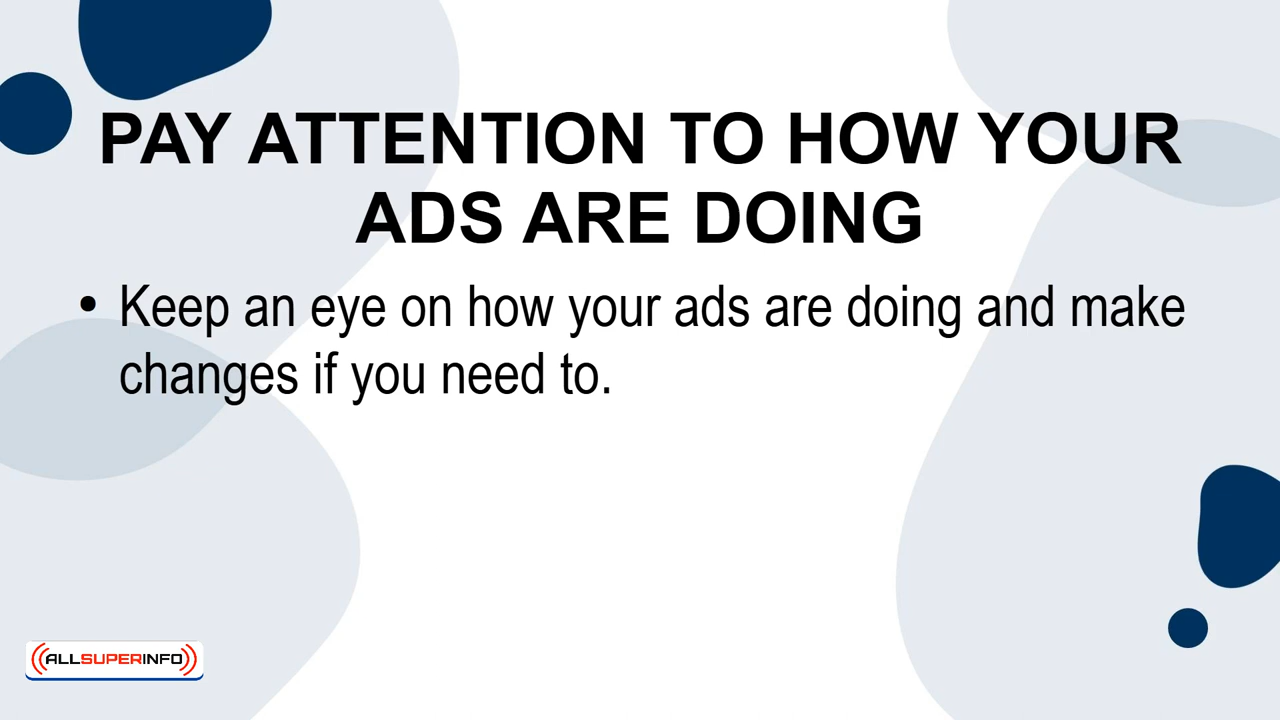 PAY ATTENTION TO HOW YOUR
ADS ARE DOING
• Keep an eye on how your ads are doing and make
changes if you need to.
ALLSUPERINFO